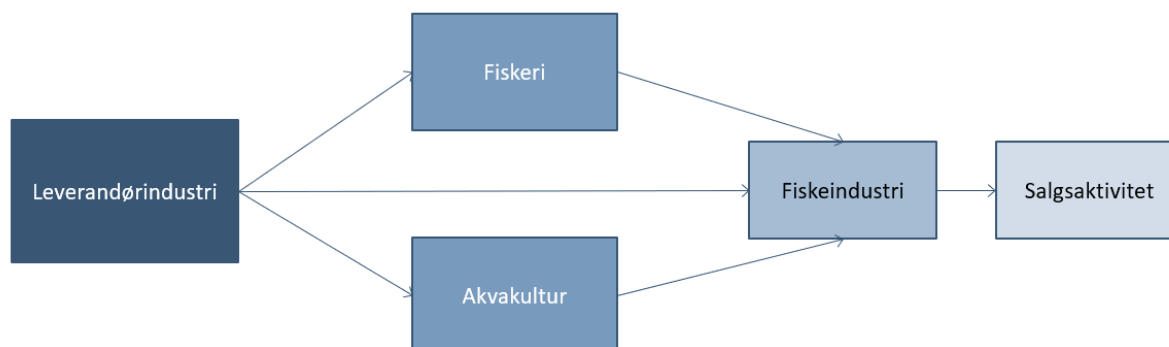 Fiskeri
Leverandørindustri
Fiskeindustri
Salgsaktivitet
Akvakultur